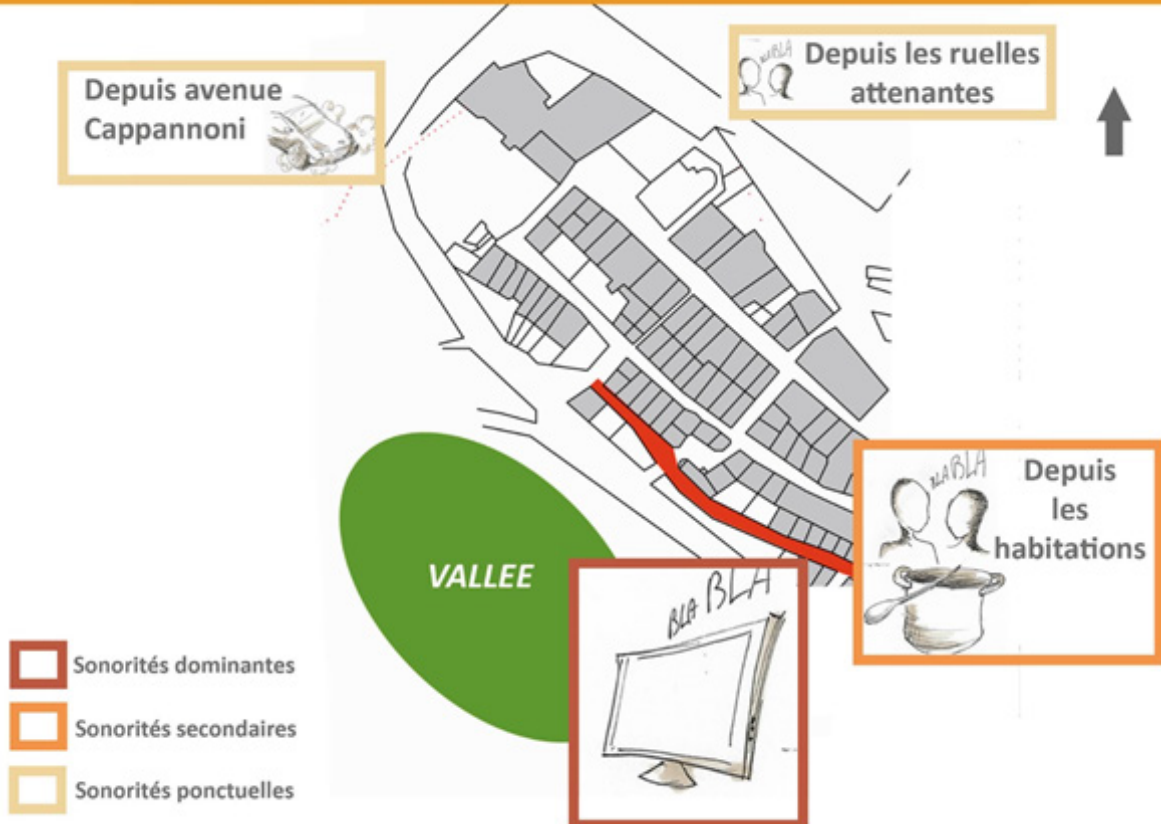 Depuis avenue
Cappannoni
BLABLA
Depuis les ruelles
attenantes
BLABLA
Depuis
les
habitations
VALLEE
BLA BLA
Sonorités dominantes
Sonorités secondaires
Sonorités ponctuelles